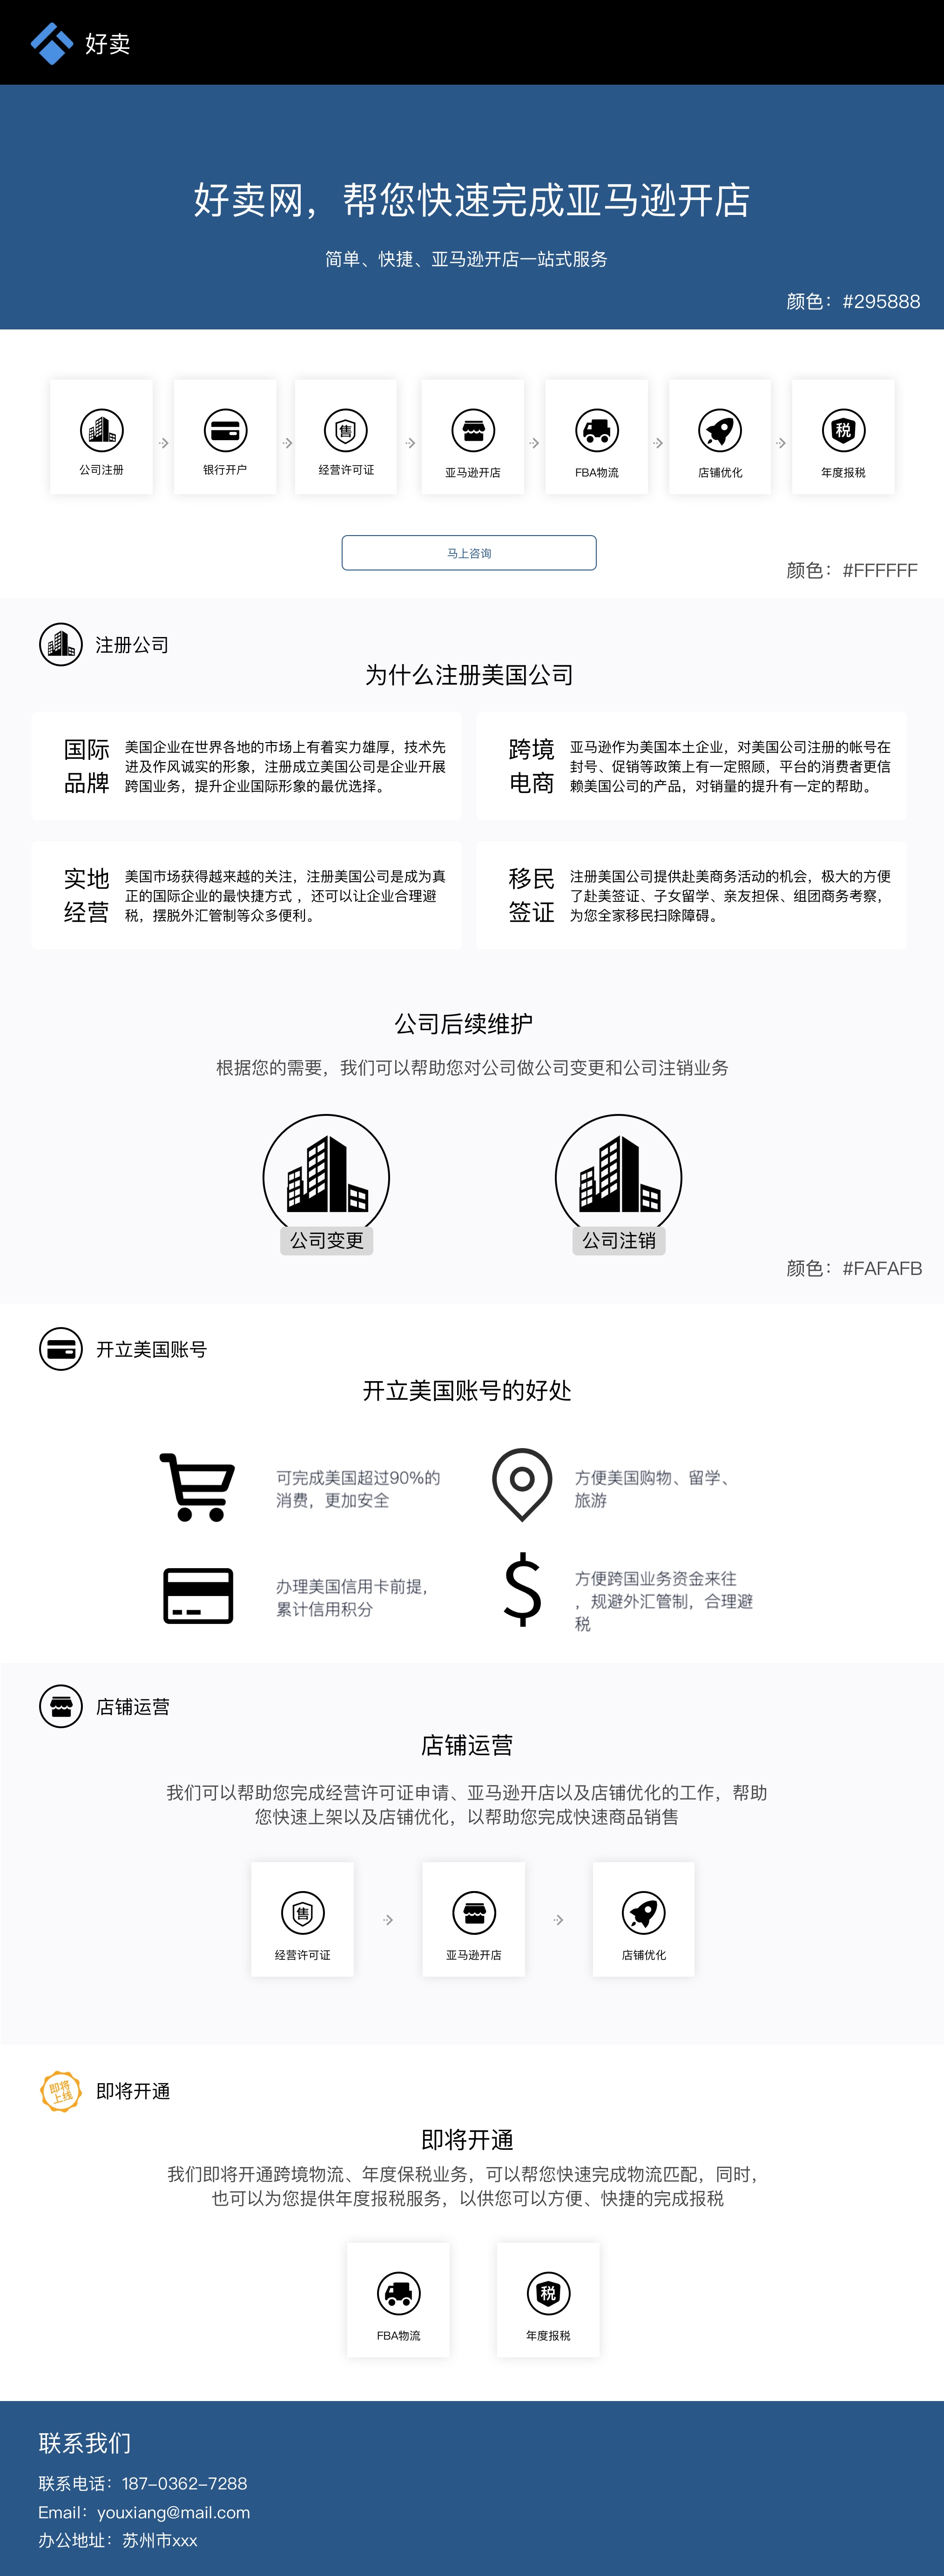 好卖
好卖网，帮您快速完成亚马逊开店
简单、快捷、亚马逊开店一站式服务
颜色：#295888
公司注册
银行开户
售
经营许可证
亚马逊开店
FBA物流
店铺优化
税
年度报税
马上咨询
颜色：#FFFFFF
注册公司
为什么注册美国公司
国际
品牌
美国企业在世界各地的市场上有着实力雄厚，技术先
进及作风诚实的形象，注册成立美国公司是企业开展
跨国业务，提升企业国际形象的最优选择。
跨境
电商
亚马逊作为美国本土企业，对美国公司注册的帐号在
封号、促销等政策上有一定照顾，平台的消费者更信
赖美国公司的产品，对销量的提升有一定的帮助。
实地
经营
美国市场获得越来越的关注，注册美国公司是成为真
正的国际企业的最快捷方式 ，还可以让企业合理避
税，摆脱外汇管制等众多便利。
移民
签证
注册美国公司提供赴美商务活动的机会，极大的方便
了赴美签证、子女留学、亲友担保、组团商务考察，
为您全家移民扫除障碍。
公司后续维护
根据您的需要，我们可以帮助您对公司做公司变更和公司注销业务
公司变更
公司注销
颜色：#FAFAFB
开立美国账号
开立美国账号的好处
可完成美国超过90%的
消费，更加安全
方便美国购物、留学、
旅游
办理美国信用卡前提，
累计信用积分
$
方便跨国业务资金来往
，规避外汇管制，合理避
税
店铺运营
店铺运营
我们可以帮助您完成经营许可证申请、亚马逊开店以及店铺优化的工作，帮助
您快速上架以及店铺优化，以帮助您完成快速商品销售
售
经营许可证
亚马逊开店
店铺优化
即将
上线
即将开通
即将开通
我们即将开通跨境物流、年度保税业务，可以帮您快速完成物流匹配，同时，
也可以为您提供年度报税服务，以供您可以方便、快捷的完成报税
FBA物流
税
年度报税
联系我们
联系电话：187-0362-7288
Email：youxiang@mail.com
办公地址：苏州市xxx